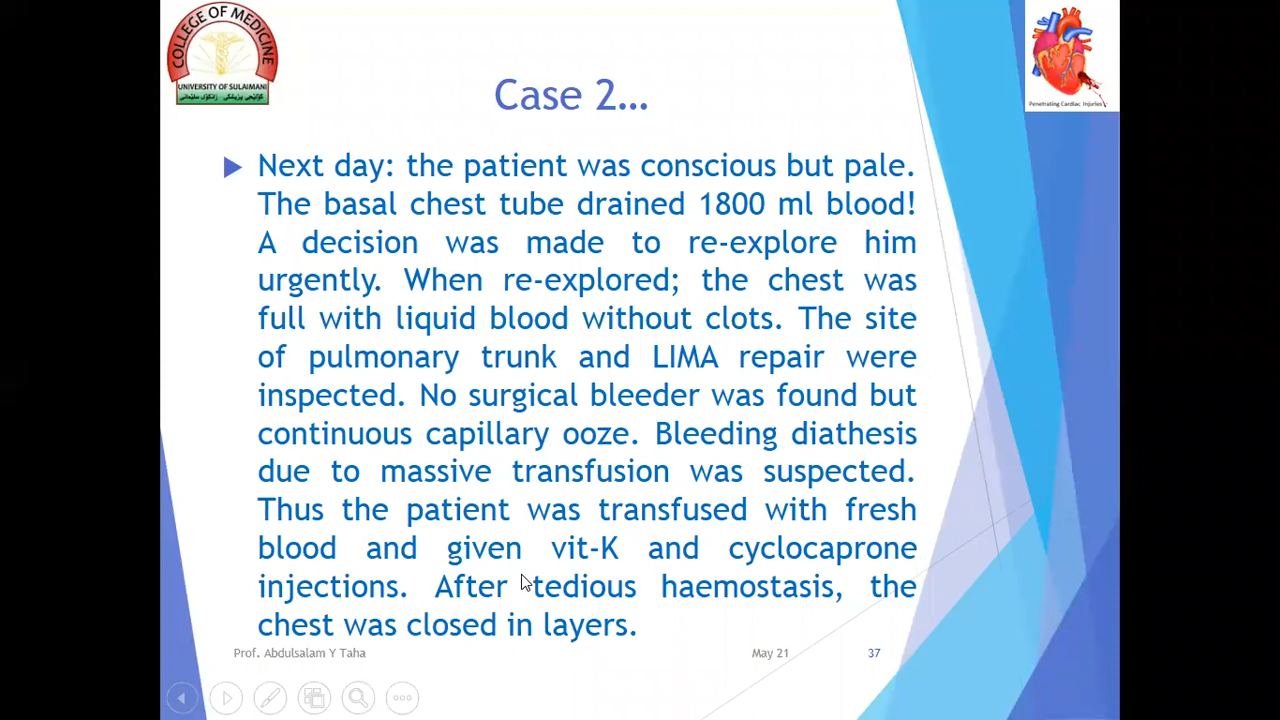 COLLEGE OF MEDICINE
UNIVERSITY OF SULAIMANI
Penetrating Cardiac Injuries
Case 2…
Next day: the patient was conscious but pale.
The basal chest tube drained 1800 ml blood!
A decision was made to re-explore him
urgently. When re-explored; the chest was
full with liquid blood without clots. The site
of pulmonary trunk and LIMA repair were
inspected. No surgical bleeder was found but
continuous capillary ooze. Bleeding diathesis
due to massive transfusion was suspected.
Thus the patient was transfused with fresh
blood and given vit-K and cyclocaprone
injections. After tedious haemostasis, the
chest was closed in layers.
Prof. Abdulsalam Y Taha
May 21
37